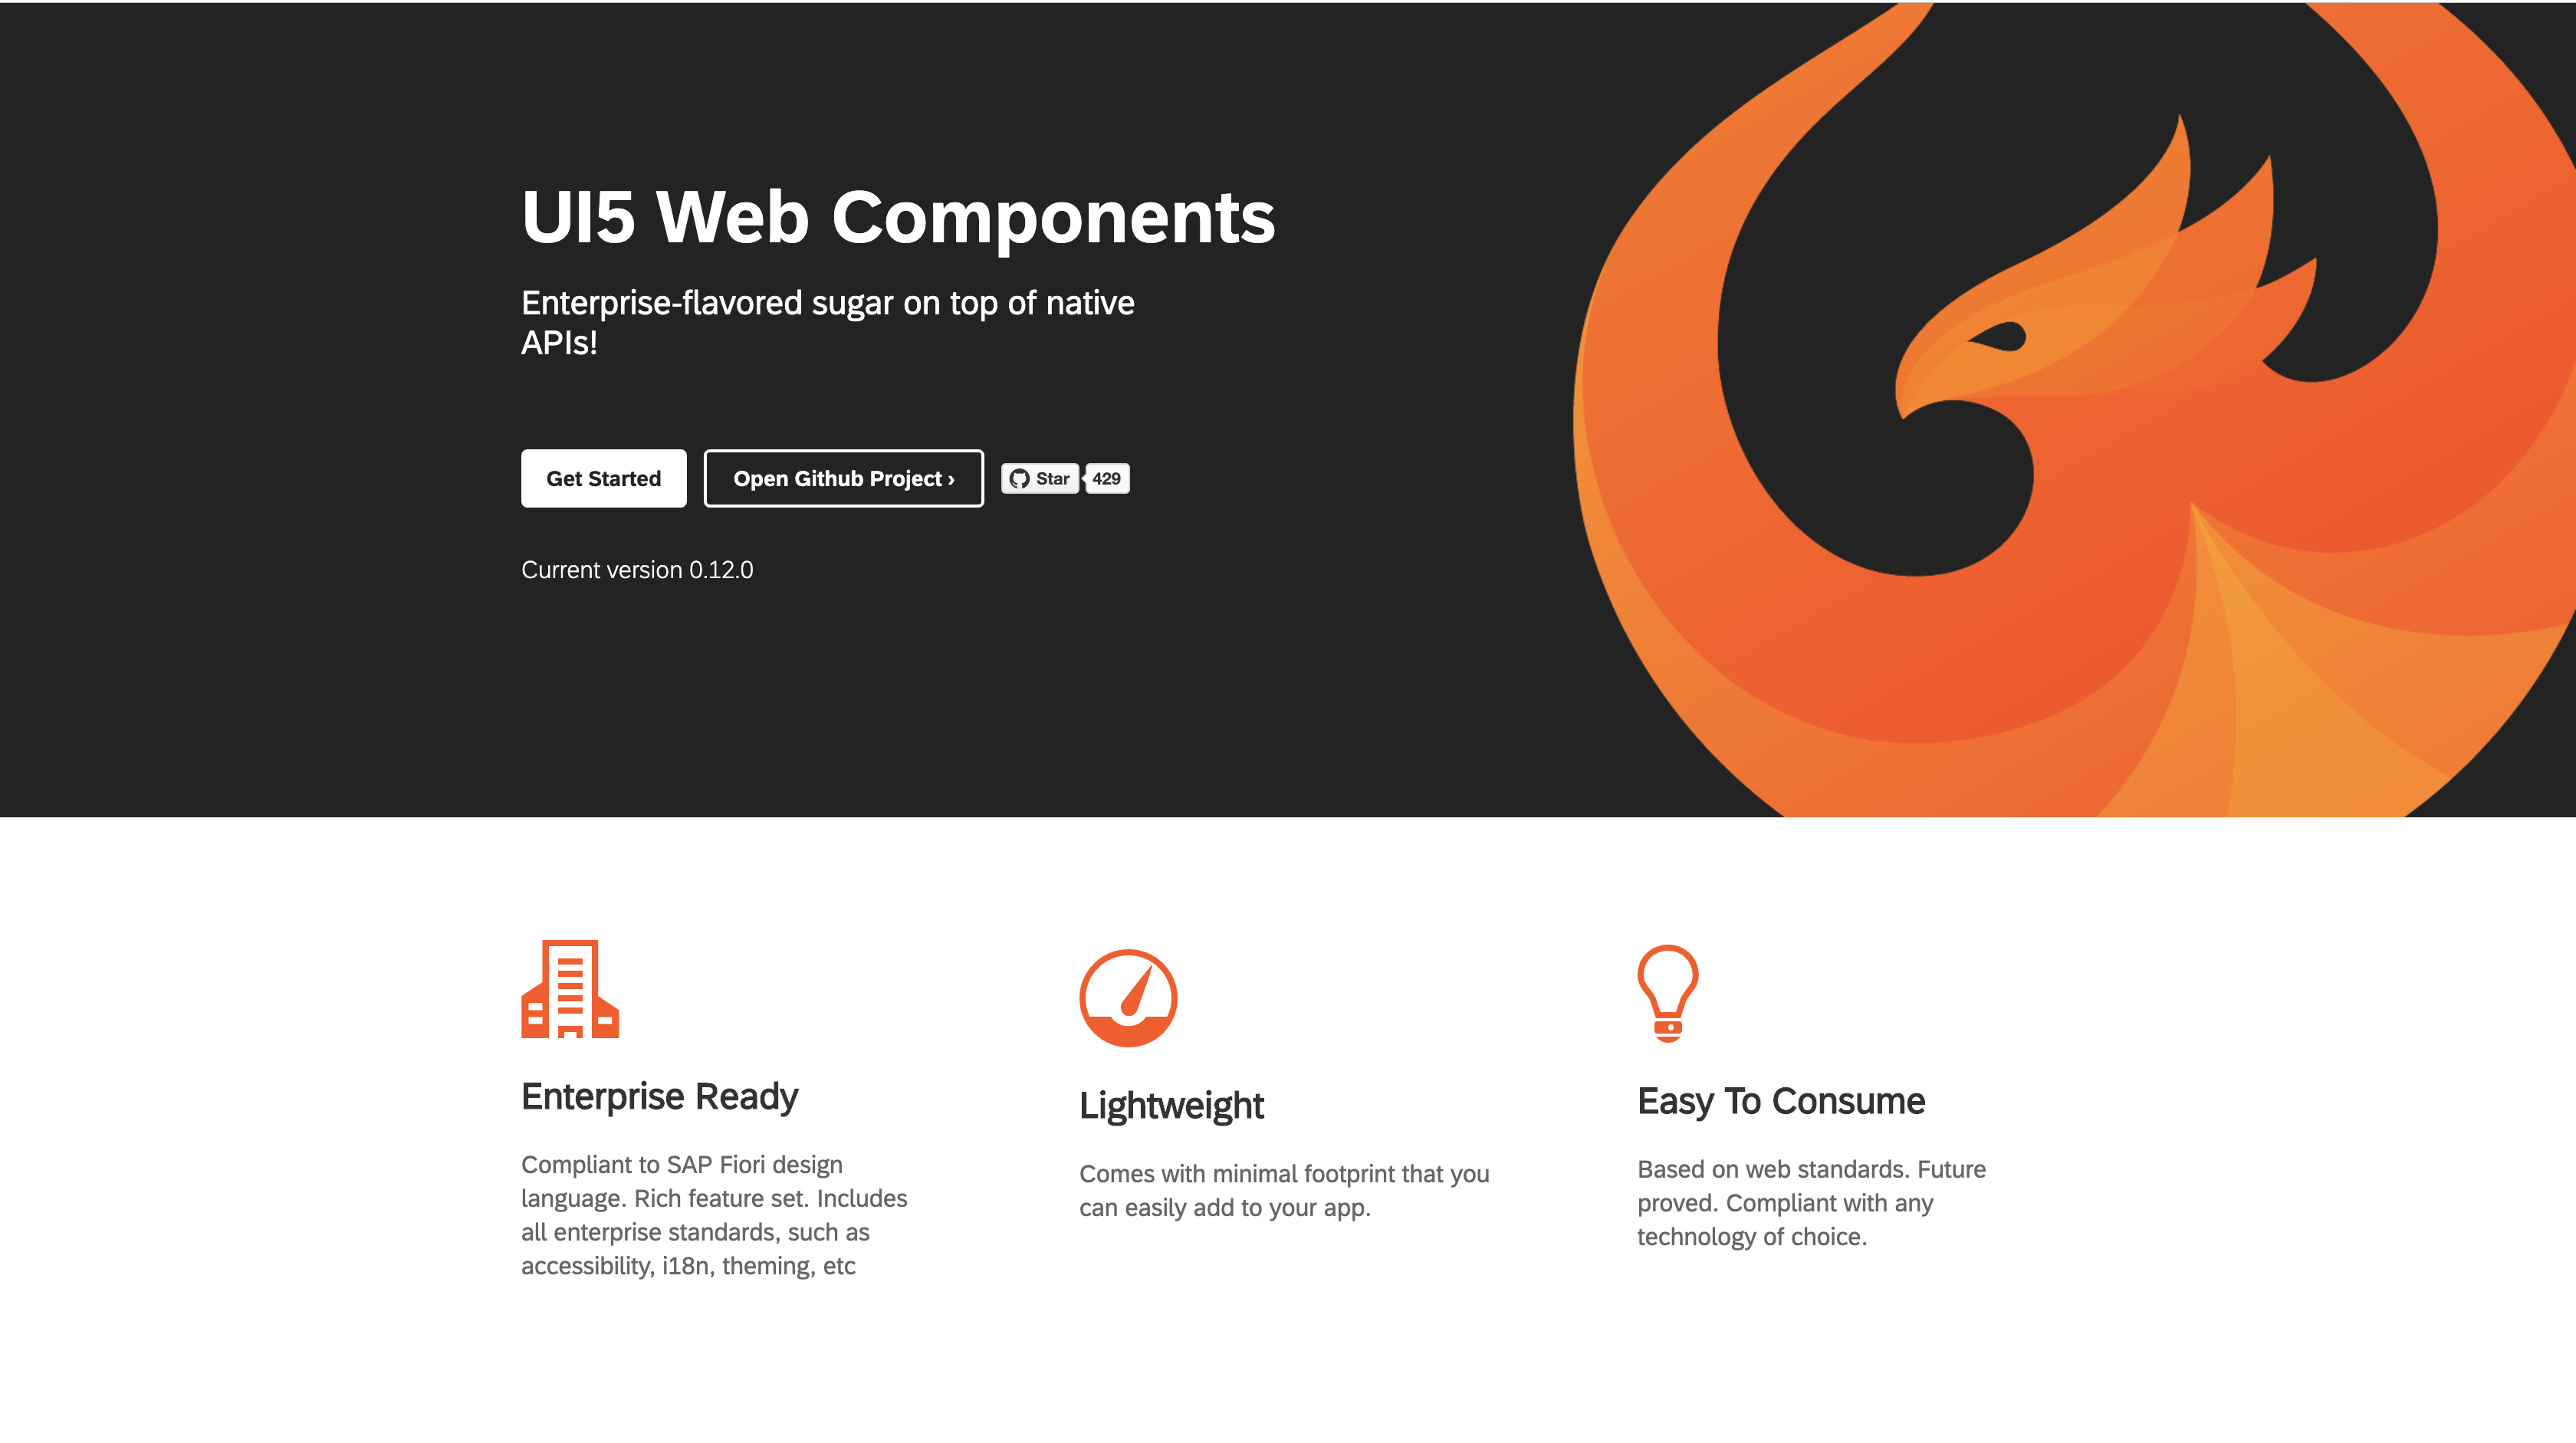 UI5 Web Components
Enterprise-flavored sugar on top of native
APIs!
Get Started
Open Github Project ›
Star
429
Current version 0.12.0
Enterprise Ready
Compliant to SAP Fiori design
language. Rich feature set. Includes
all enterprise standards, such as
accessibility, i18n, theming, etc
Lightweight
Comes with minimal footprint that you
can easily add to your app.
Easy To Consume
Based on web standards. Future
proved. Compliant with any
technology of choice.